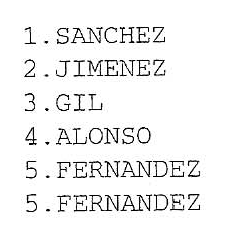 1.SANCHEZ
2.JIMENEZ
3.GIL
4.ALONSO
5.FERNANDEZ
5.FERNANDEZ